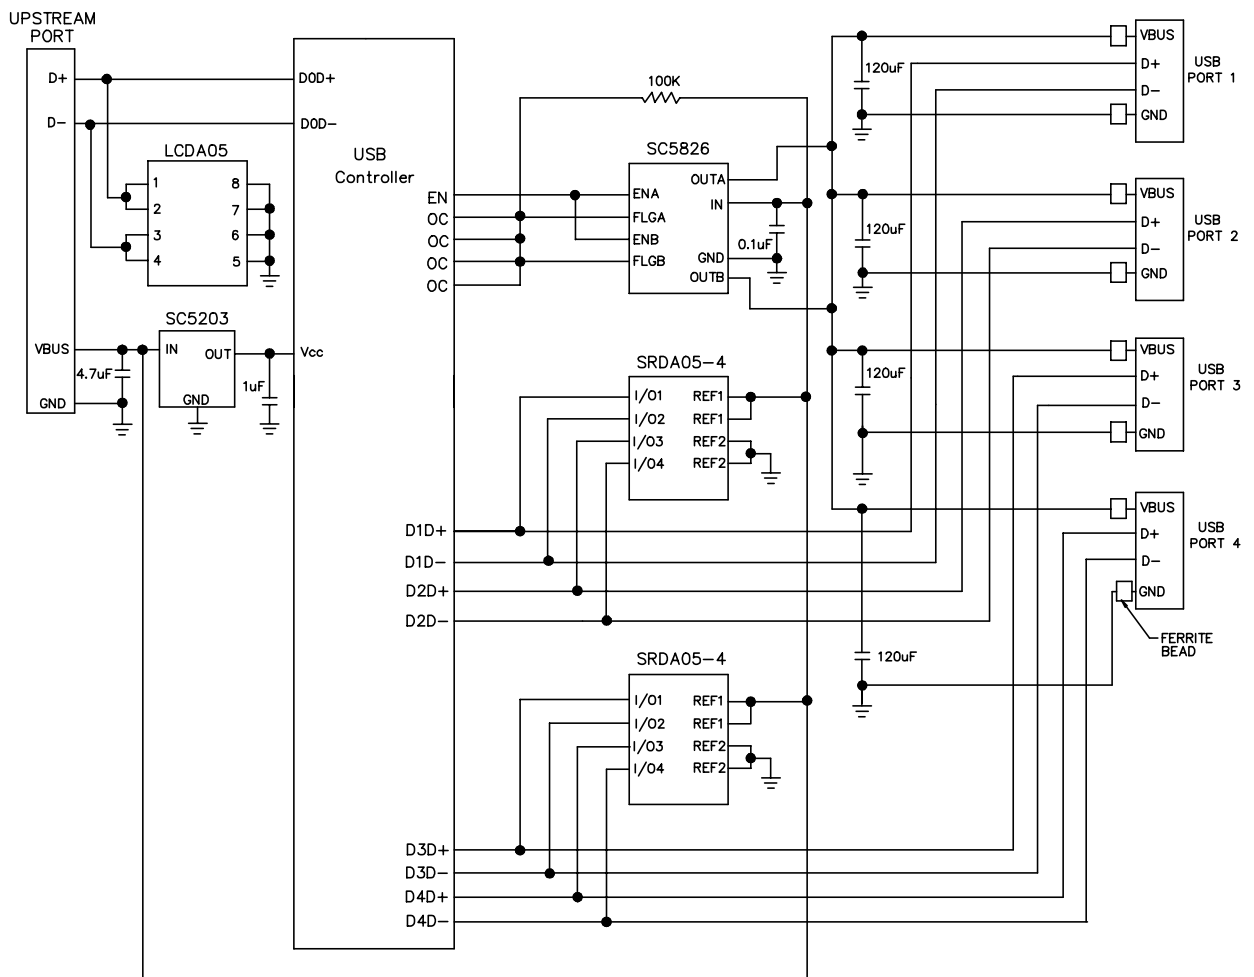 UPSTREAM
PORT
D+
D-
VBUS
GND
4.7uF
LCDA05
1
2
3
4
8
7
6
5
SC5203
IN
OUT
GND
1uF
D0D+
D0D-
USB
Controller
Vcc
EN
OC
OC
OC
OC
D1D+
D1D-
D2D+
D2D-
D3D+
D3D-
D4D+
D4D-
100K
SC5826
ENA
FLGA
ENB
FLGB
OUTA
IN
GND
OUTB
0.1uF
SRDA05-4
I/O1
I/O2
I/O3
I/O4
REF1
REF1
REF2
REF2
SRDA05-4
I/O1
I/O2
I/O3
I/O4
REF1
REF1
REF2
REF2
120uF
VBUS
D+
D-
GND
USB
PORT 1
120uF
VBUS
D+
D-
GND
USB
PORT 2
120uF
VBUS
D+
D-
GND
USB
PORT 3
120uF
VBUS
D+
D-
GND
USB
PORT 4
FERRITE
BEAD